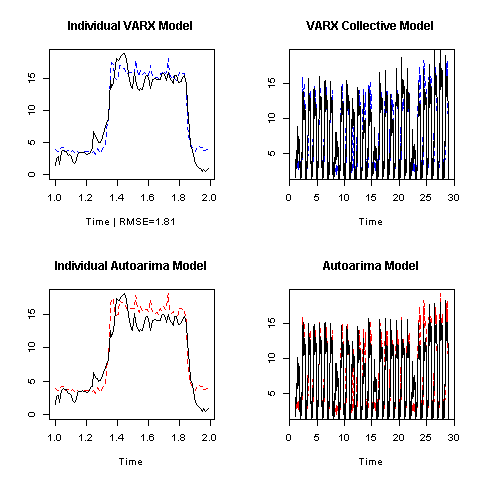 Individual VARX Model
15
10
5
0
1.0 1.2 1.4 1.6 1.8 2.0
Time | RMSE=1.81
VARX Collective Model
15
10
5
0 5 10 15 20 25 30
Time
Individual Autoarima Model
15
10
5
0
1.0 1.2 1.4 1.6 1.8 2.0
Time
Autoarima Model
15
10
5
0 5 10 15 20 25 30
Time